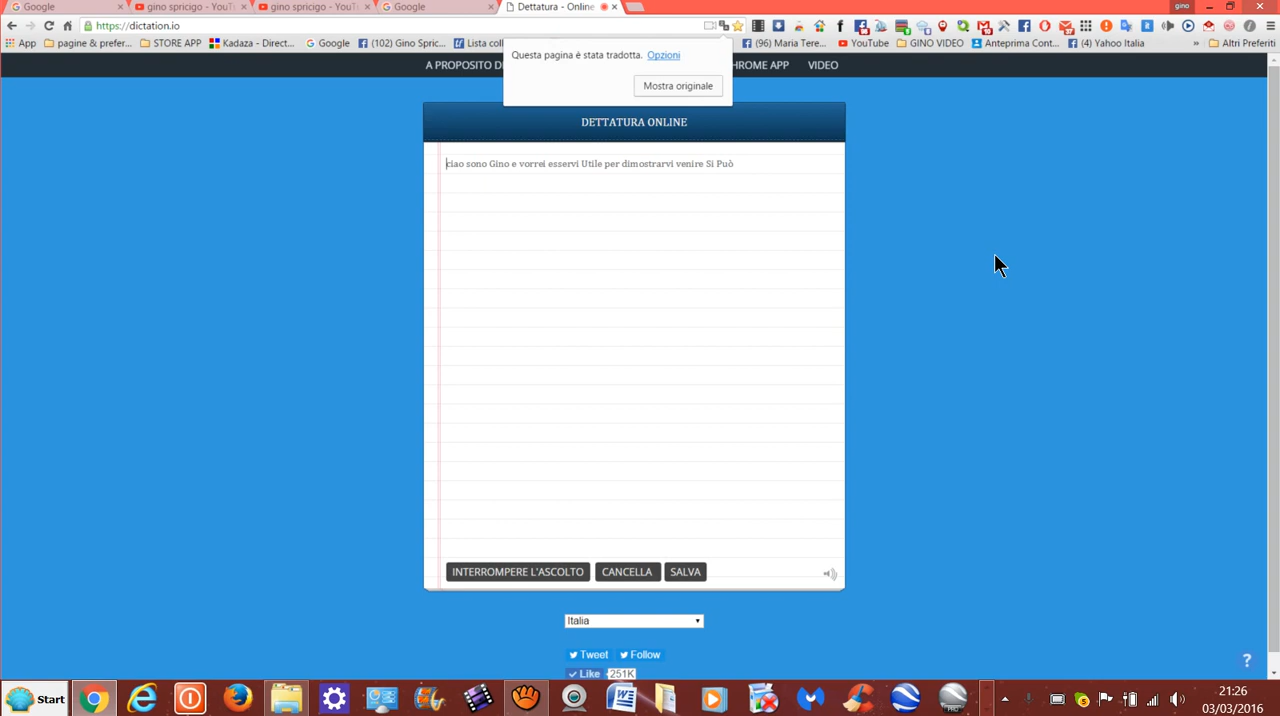 Google
gino spricigo - YouTu
gino spricigo - YouTu
Google
Dettatura - Online
gino
https://dictation.io
App
pagine & prefer...
STORE APP
Kadaza - Direct...
Google
(102) Gino Spric...
Lista coll
(96) Maria Tere...
YouTube
GINO VIDEO
Anteprima Cont...
(4) Yahoo Italia
Altri Preferiti
Questa pagina è stata tradotta. Opzioni
Mostra originale
A PROPOSITO DI
HROME APP
VIDEO
DETTATURA ONLINE
ciao sono Gino e vorrei esservi Utile per dimostrarvi venire Si Può
INTERROMPERE L'ASCOLTO
CANCELLA
SALVA
Italia
Tweet
Follow
Like
251K
?
Start
21:26
03/03/2016